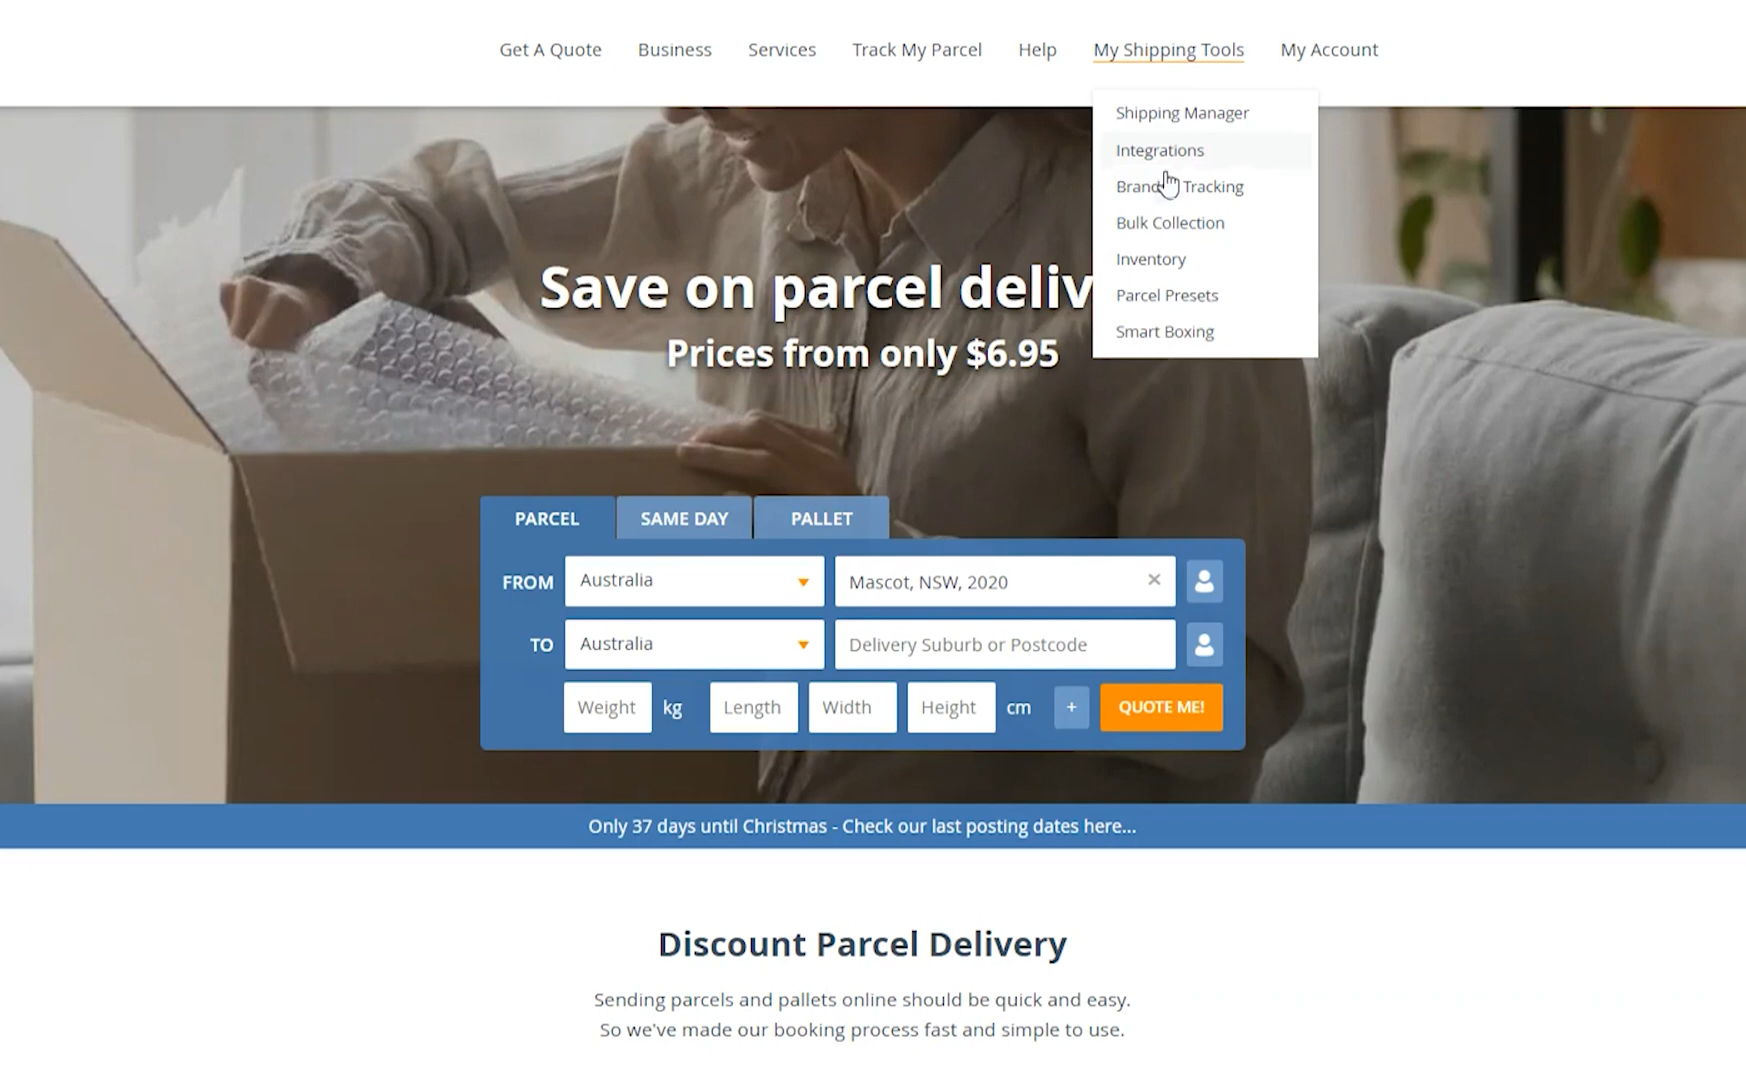 Get A Quote
Business
Services
Track My Parcel
Help
My Shipping Tools
My Account
Shipping Manager
Integrations
Tracking
Bulk Collection
Inventory
Parcel Presets
Smart Boxing
Save on parcel
Prices from only $6.95
PARCEL
SAME DAY
PALLET
FROM
Australia
Mascot, NSW, 2020
×
TO
Australia
Delivery Suburb or Postcode
Weight
kg
Length
Width
Height
cm
+
QUOTE ME!
Only 37 days until Christmas - Check our last posting dates here...
Discount Parcel Delivery
Sending parcels and pallets online should be quick and easy.
So we've made our booking process fast and simple to use.